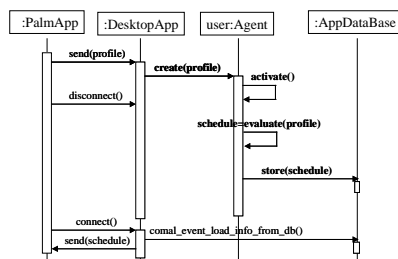 :PalmApp
:DesktopApp
user:Agent
:AppDataBase
send(profile)
create(profile)
activate()
disconnect()
schedule=evaluate(profile)
store(schedule)
connect()
comal_event_load_info_from_db()
send(schedule)